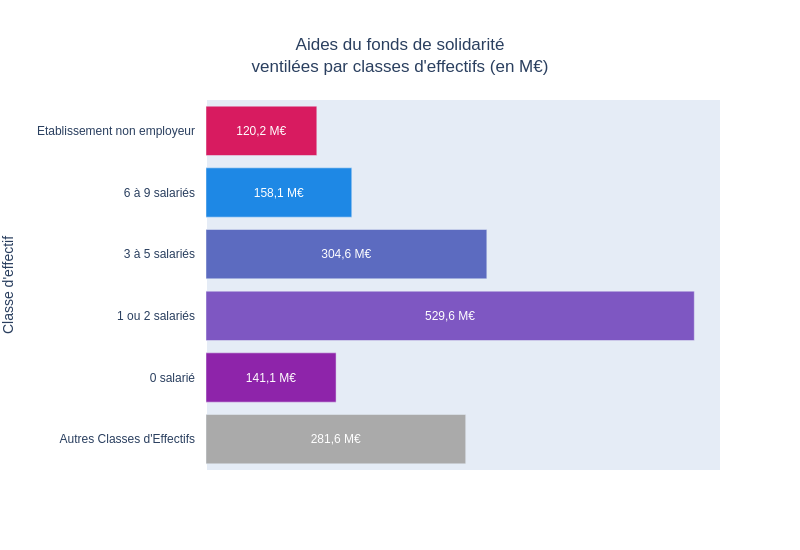 Aides du fonds de solidarité
ventilées par classes d'effectifs (en M€)
Classe d'effectif
Etablissement non employeur
120,2 M€
6 à 9 salariés
158,1 M€
3 à 5 salariés
304,6 M€
1 ou 2 salariés
529,6 M€
0 salarié
141,1 M€
Autres Classes d'Effectifs
281,6 M€